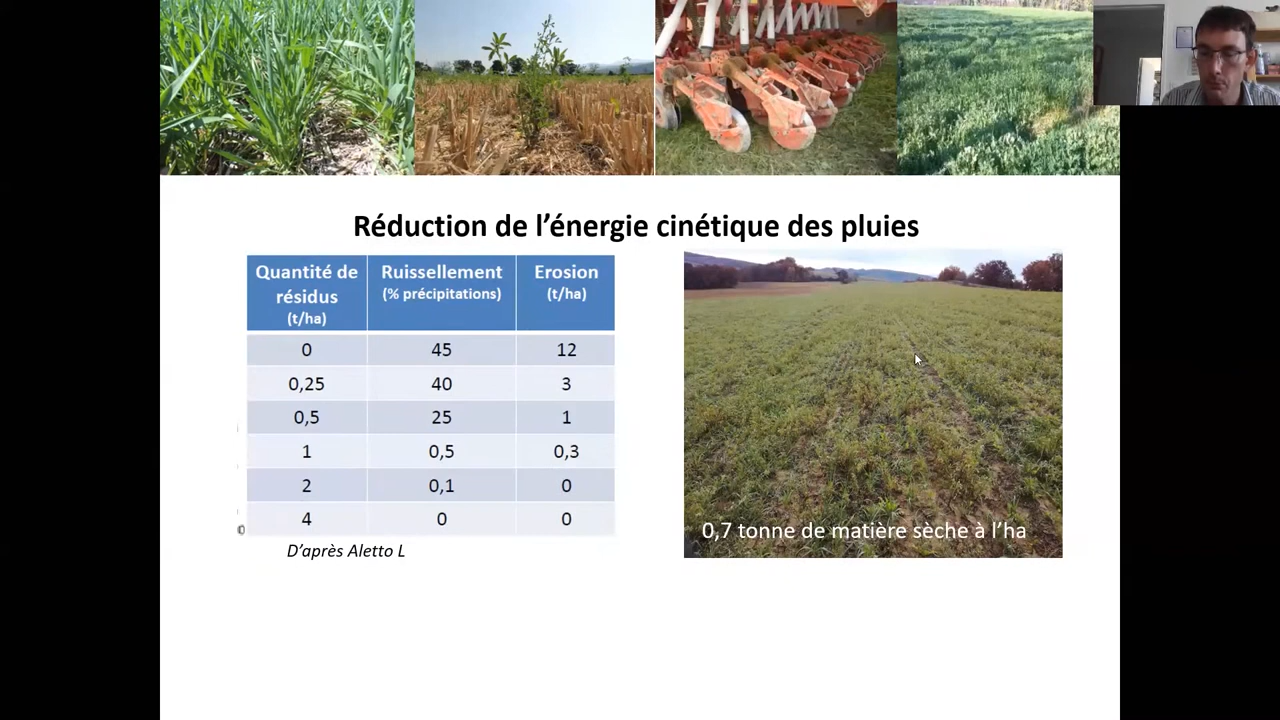 Réduction de l’énergie cinétique des pluies
Quantité de résidus (t/ha) Ruissellement (% précipitations) Erosion (t/ha)
0 45 12
0,25 40 3
0,5 25 1
1 0,5 0,3
2 0,1 0
4 0 0
D’après Aletto L
0,7 tonne de matière sèche à l’ha